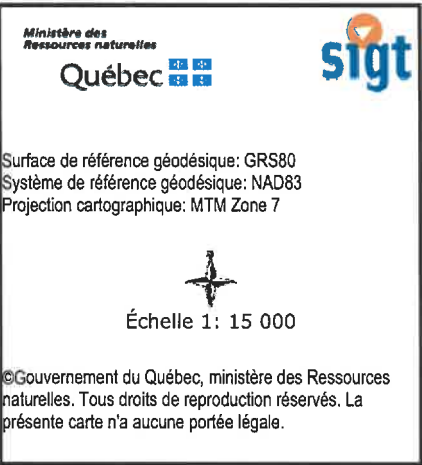 Ministère des
Ressources naturelles
Québec
sigt
Surface de référence géodésique: GRS80
Système de référence géodésique: NAD83
Projection cartographique: MTM Zone 7
Échelle 1: 15 000
©Gouvernement du Québec, ministère des Ressources
naturelles. Tous droits de reproduction réservés. La
présente carte n'a aucune portée légale.